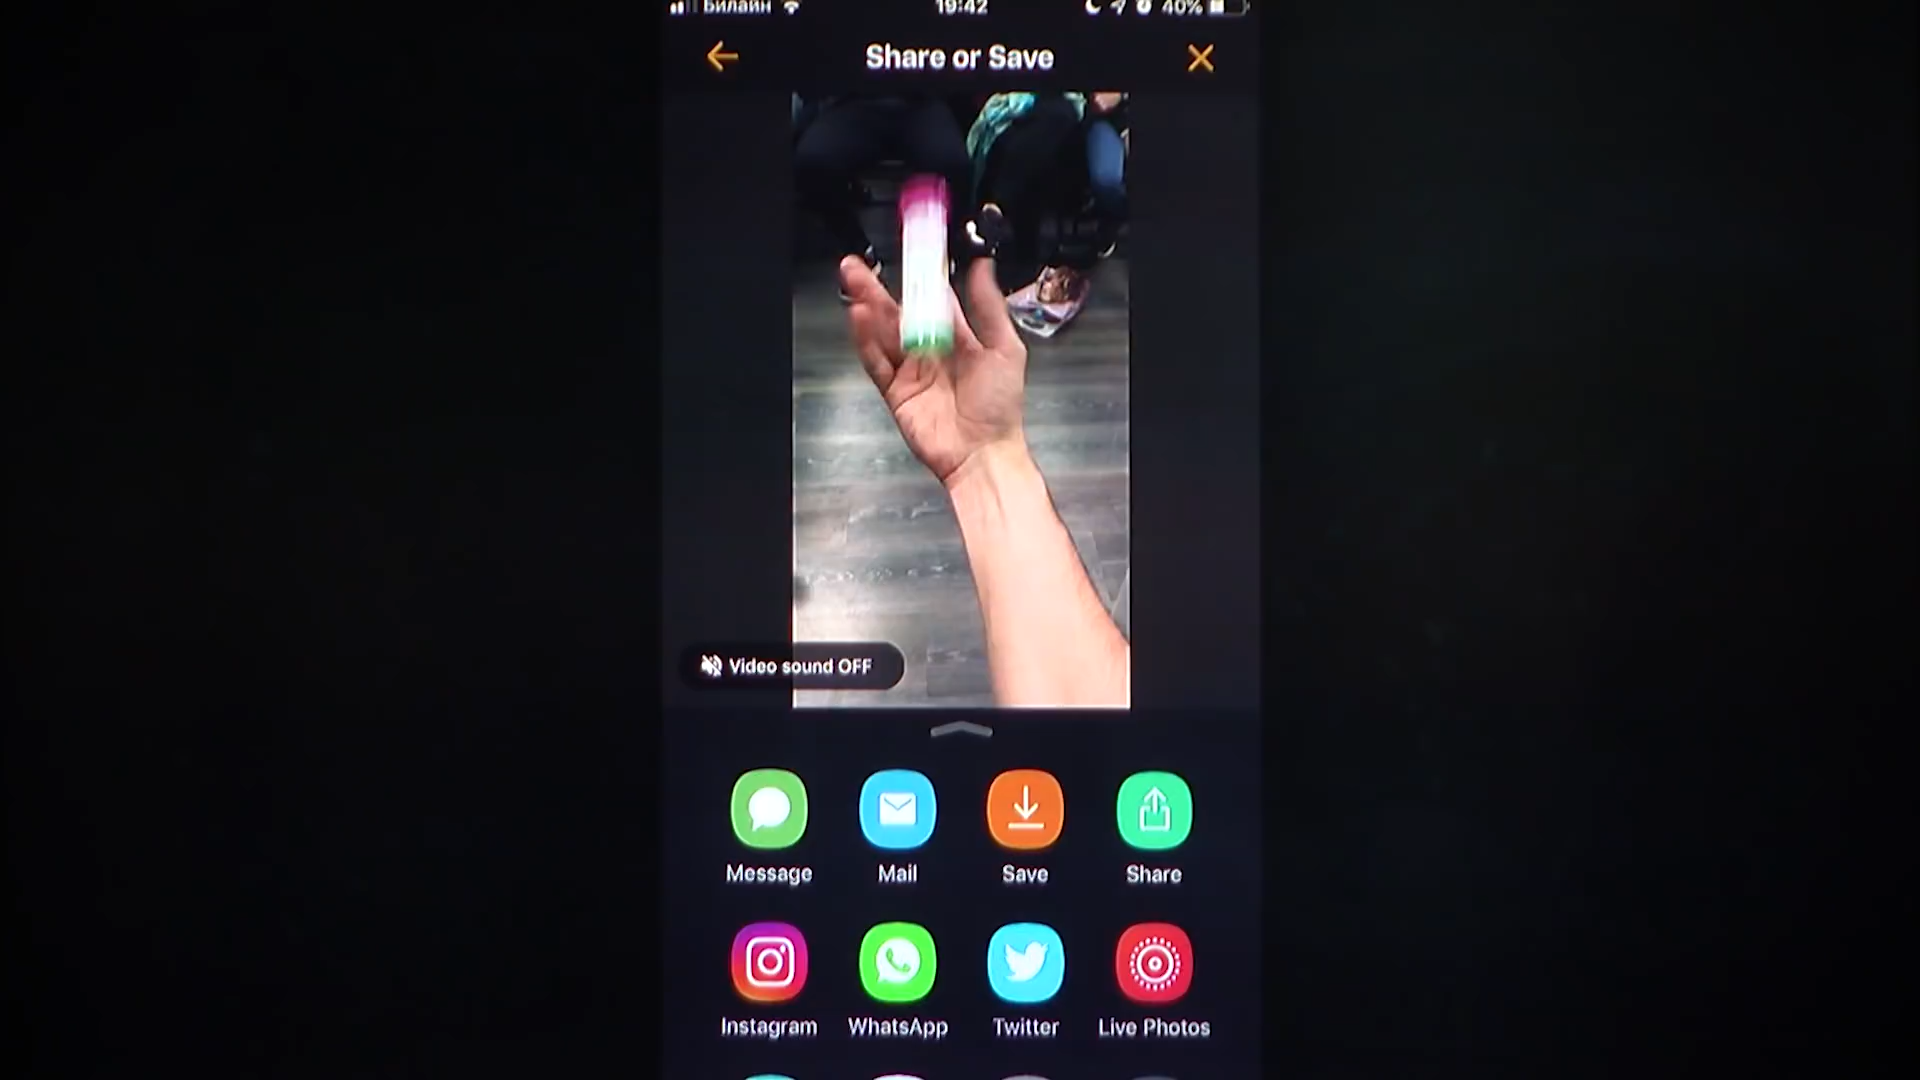 Билайн 19:42 40%
Share or Save
Video sound OFF
Message Mail Save Share
Instagram WhatsApp Twitter Live Photos